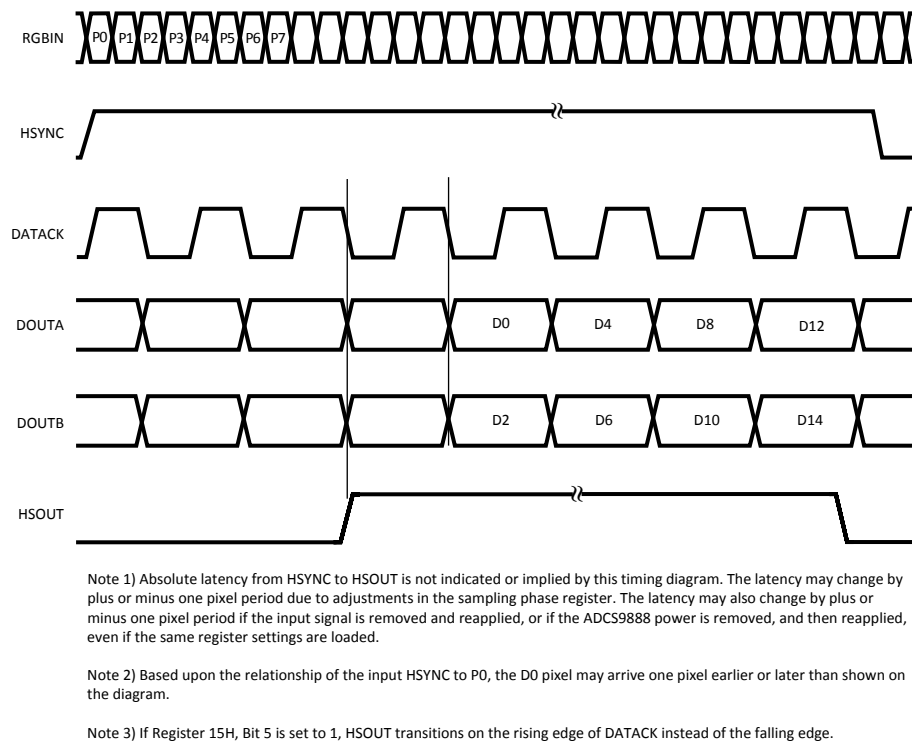 RGBIN
P0 P1 P2 P3 P4 P5 P6 P7
HSYNC
DATACK
DOUTA
D0 D4 D8 D12
DOUTB
D2 D6 D10 D14
HSOUT
Note 1) Absolute latency from HSYNC to HSOUT is not indicated or implied by this timing diagram. The latency may change by
plus or minus one pixel period due to adjustments in the sampling phase register. The latency may also change by plus or
minus one pixel period if the input signal is removed and reapplied, or if the ADCS9888 power is removed, and then reapplied,
even if the same register settings are loaded.
Note 2) Based upon the relationship of the input HSYNC to P0, the D0 pixel may arrive one pixel earlier or later than shown on
the diagram.
Note 3) If Register 15H, Bit 5 is set to 1, HSOUT transitions on the rising edge of DATACK instead of the falling edge.